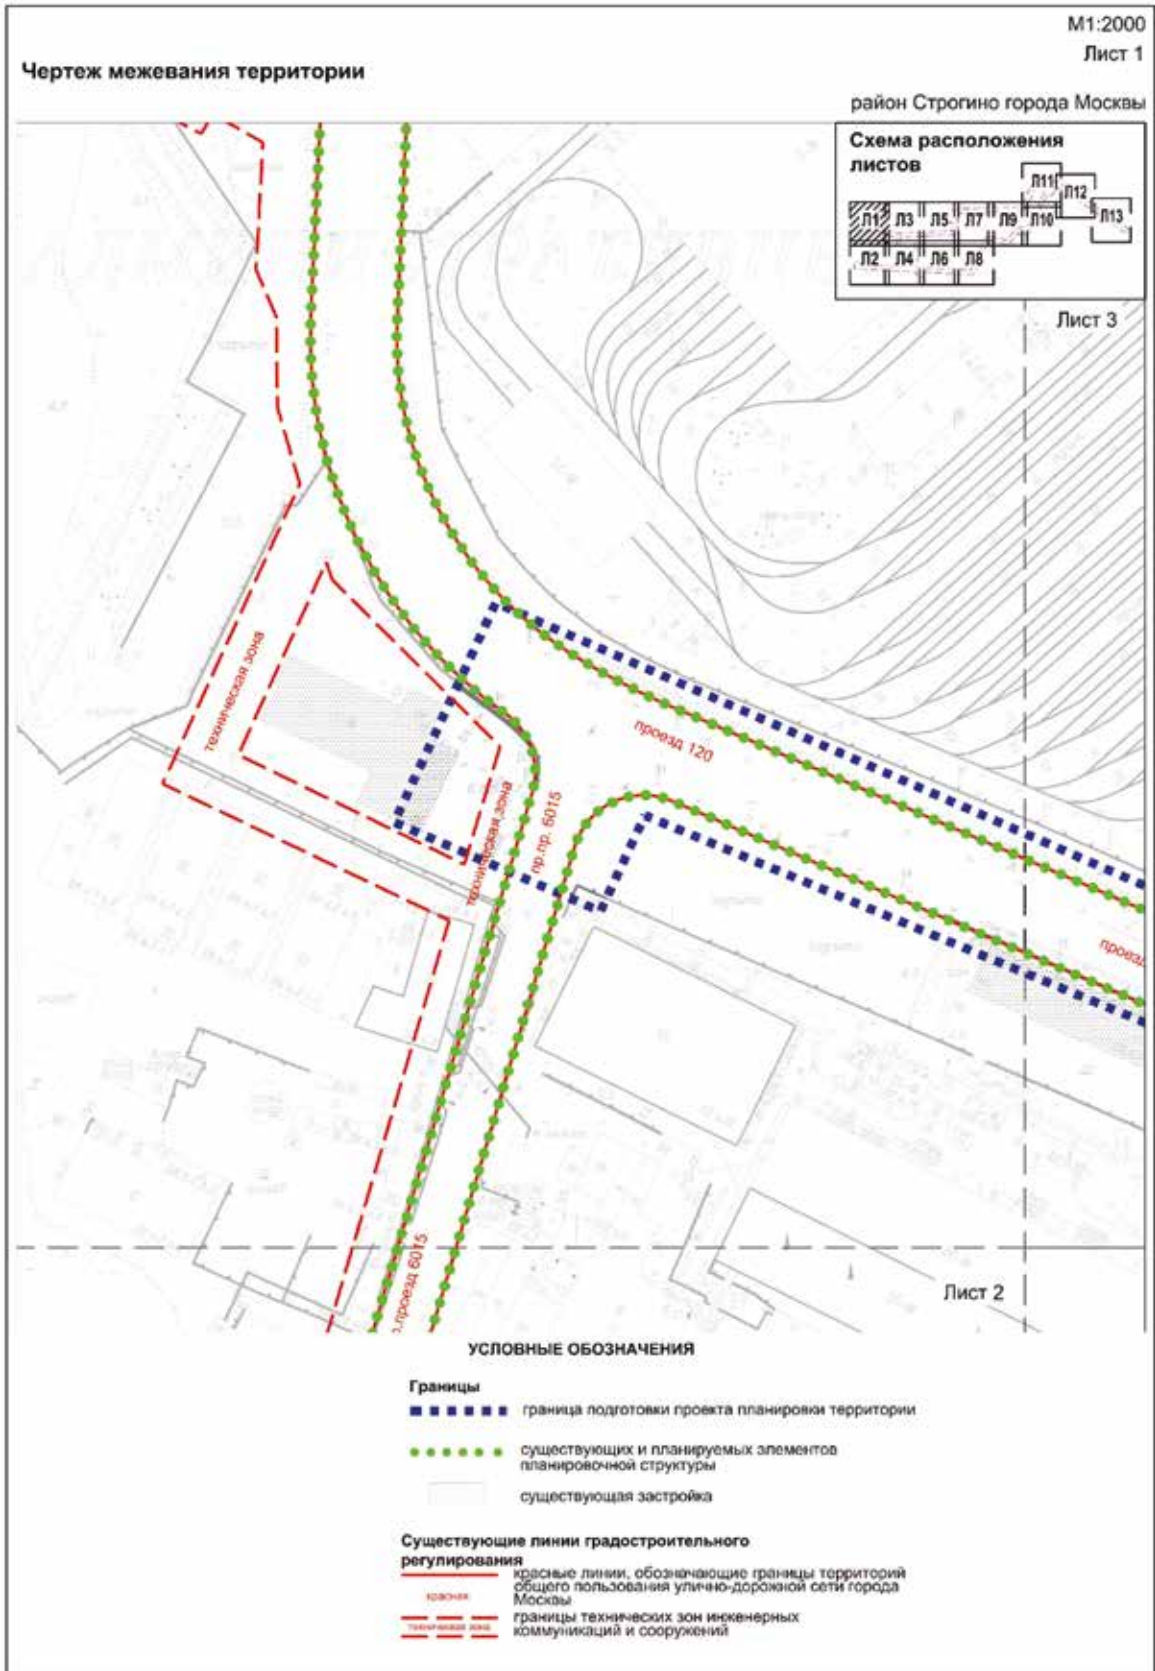 М1:2000
Лист 1
Чертеж межевания территории
район Строгино города Москвы
Схема расположения
листов
Л11
Л12
Л1 Л3 Л5 Л7 Л9 Л10 Л13
Л2 Л4 Л6 Л8
Лист 3
техническая зона
проезд 120
техническая зона
пр.пр. 6015
проезд
.проезд 6015
Лист 2
УСЛОВНЫЕ ОБОЗНАЧЕНИЯ
Границы
граница подготовки проекта планировки территории
существующих и планируемых элементов
планировочной структуры
существующая застройка
Существующие линии градостроительного
регулирования
красные линии, обозначающие границы территорий
общего пользования улично-дорожной сети города
Москвы
красная
границы технических зон инженерных
коммуникаций и сооружений
техническая зона